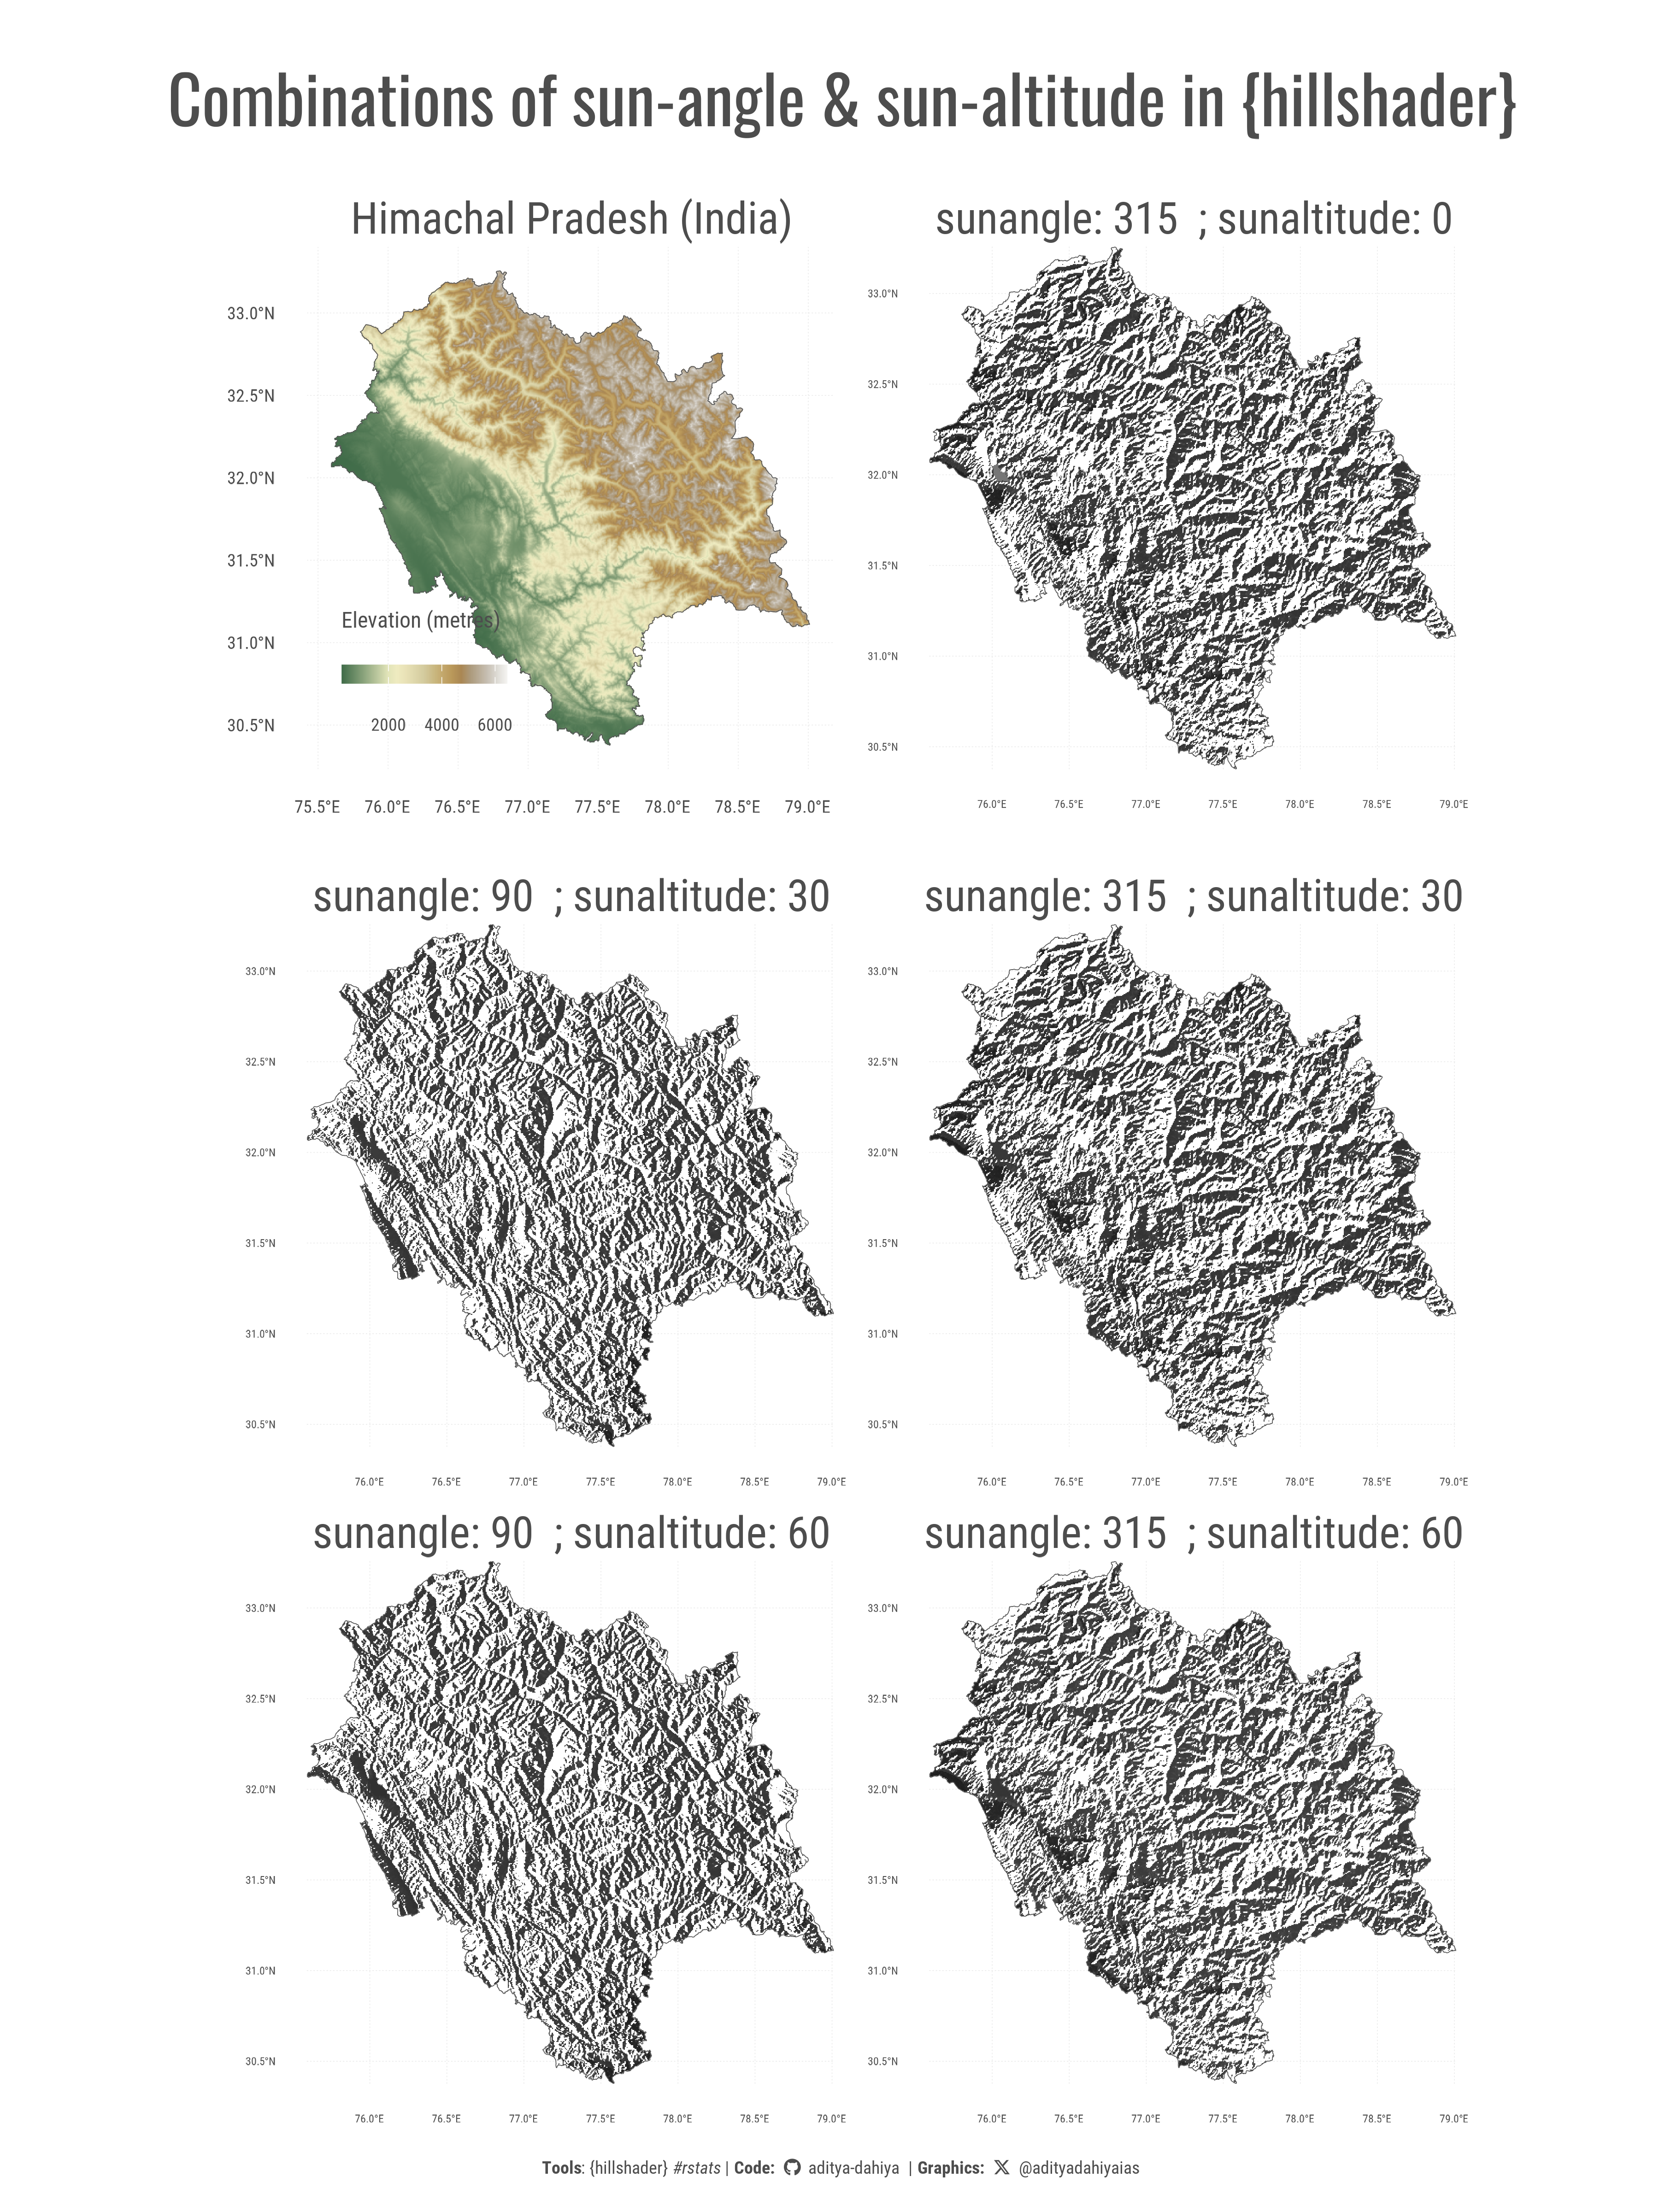 Combinations of sun-angle & sun-altitude in {hillshader}
Himachal Pradesh (India)
33.0°N
32.5°N
32.0°N
31.5°N
31.0°N
30.5°N
Elevation (metres)
2000 4000 6000
75.5°E 76.0°E 76.5°E 77.0°E 77.5°E 78.0°E 78.5°E 79.0°E
sunangle: 315 ; sunaltitude: 0
33.0°N
32.5°N
32.0°N
31.5°N
31.0°N
30.5°N
76.0°E 76.5°E 77.0°E 77.5°E 78.0°E 78.5°E 79.0°E
sunangle: 90 ; sunaltitude: 30
33.0°N
32.5°N
32.0°N
31.5°N
31.0°N
30.5°N
76.0°E 76.5°E 77.0°E 77.5°E 78.0°E 78.5°E 79.0°E
sunangle: 315 ; sunaltitude: 30
33.0°N
32.5°N
32.0°N
31.5°N
31.0°N
30.5°N
76.0°E 76.5°E 77.0°E 77.5°E 78.0°E 78.5°E 79.0°E
sunangle: 90 ; sunaltitude: 60
33.0°N
32.5°N
32.0°N
31.5°N
31.0°N
30.5°N
76.0°E 76.5°E 77.0°E 77.5°E 78.0°E 78.5°E 79.0°E
sunangle: 315 ; sunaltitude: 60
33.0°N
32.5°N
32.0°N
31.5°N
31.0°N
30.5°N
76.0°E 76.5°E 77.0°E 77.5°E 78.0°E 78.5°E 79.0°E
Tools: {hillshader} #rstats | Code: aditya-dahiya | Graphics: @adityadahiyaias